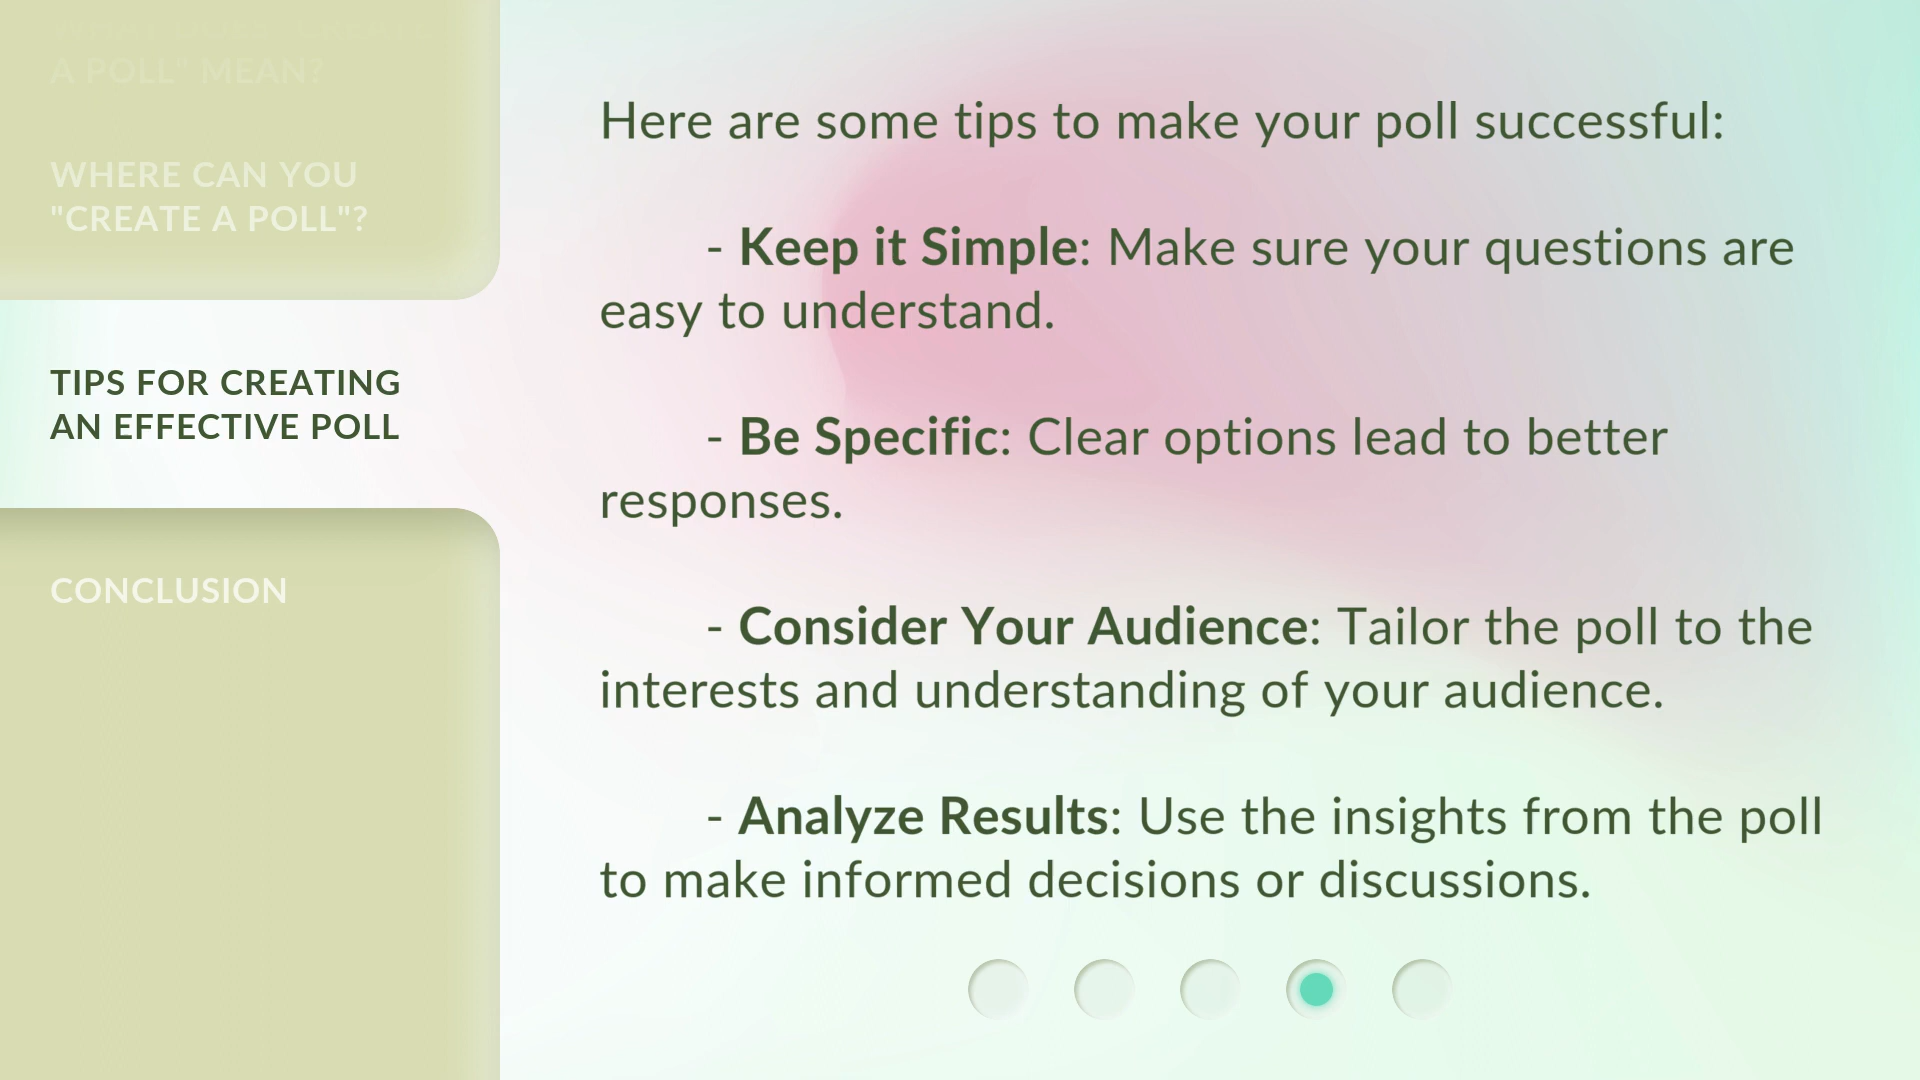 WHAT DOES "CREATE
A POLL" MEAN?
WHERE CAN YOU
"CREATE A POLL"?
TIPS FOR CREATING
AN EFFECTIVE POLL
CONCLUSION
Here are some tips to make your poll successful:
- Keep it Simple: Make sure your questions are
easy to understand.
- Be Specific: Clear options lead to better
responses.
- Consider Your Audience: Tailor the poll to the
interests and understanding of your audience.
- Analyze Results: Use the insights from the poll
to make informed decisions or discussions.